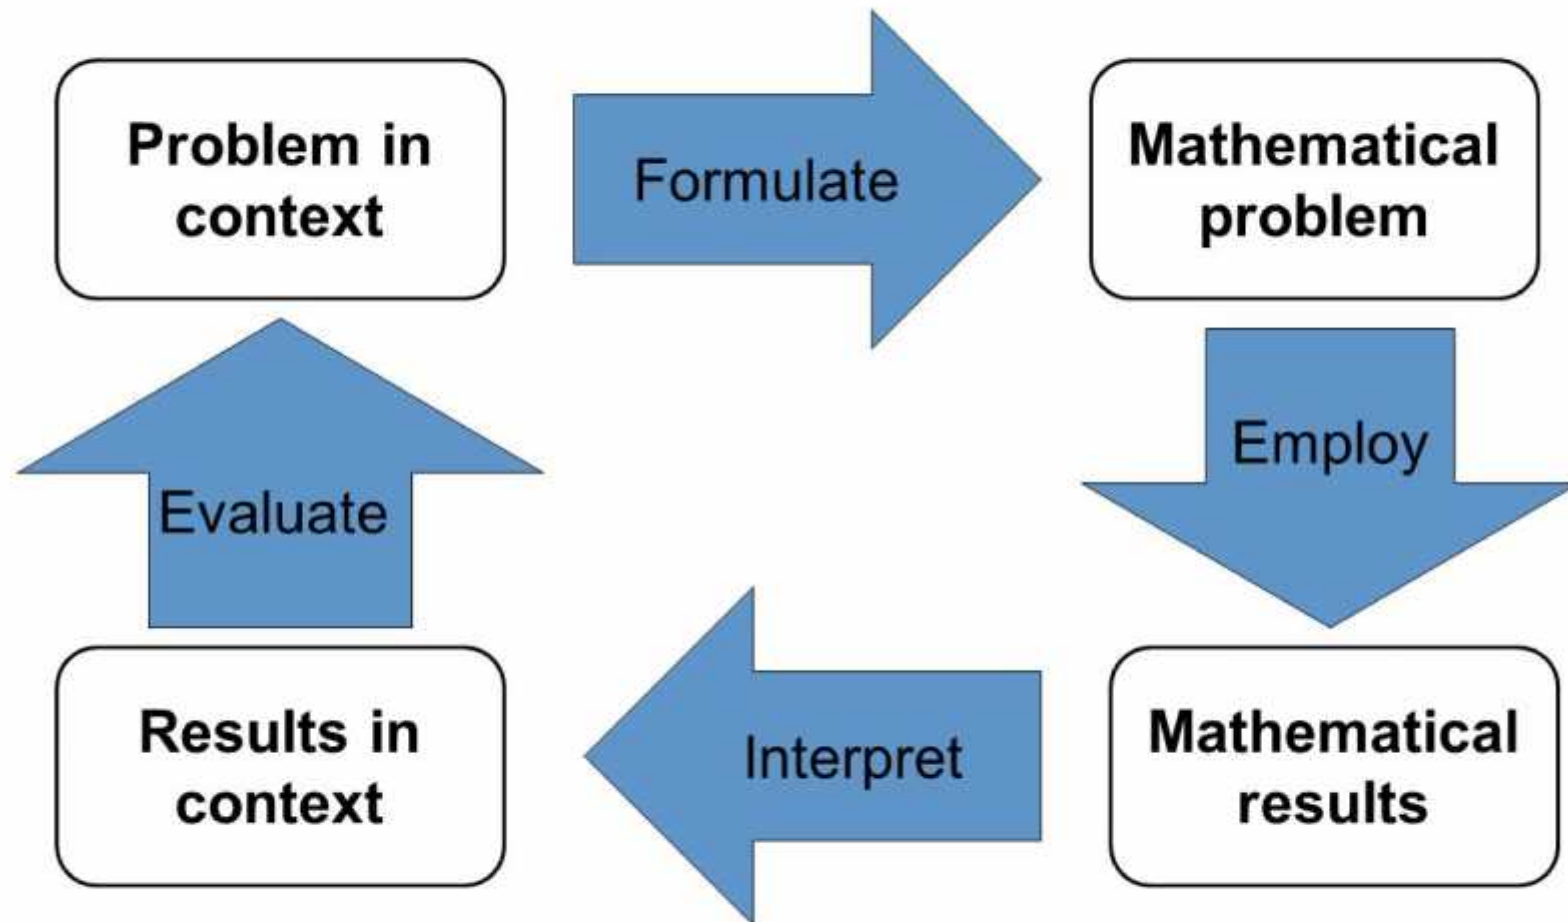 Problem in
context
Formulate
Mathematical
problem
Employ
Mathematical
results
Interpret
Results in
context
Evaluate